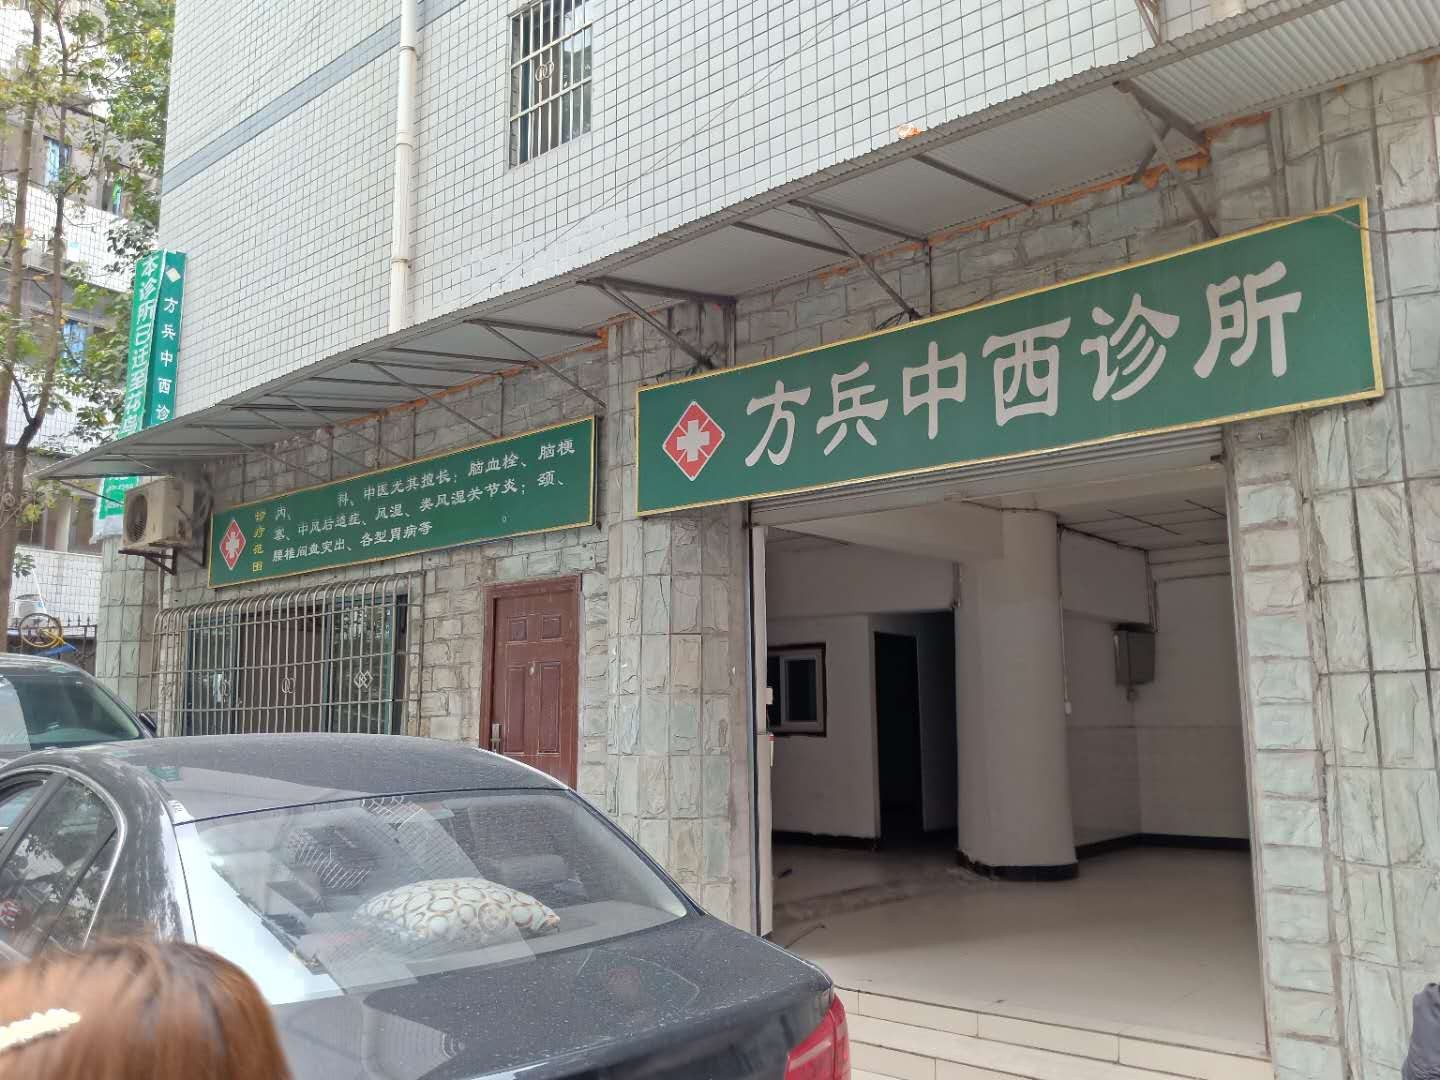 本诊所已迁至花鸟
方兵中西诊
诊疗范围
内、 科、中医尤其擅长：脑血栓、脑梗
塞、中风后遗症、风湿、类风湿关节炎；颈、
腰椎间盘突出、各型胃病等
方兵中西诊所